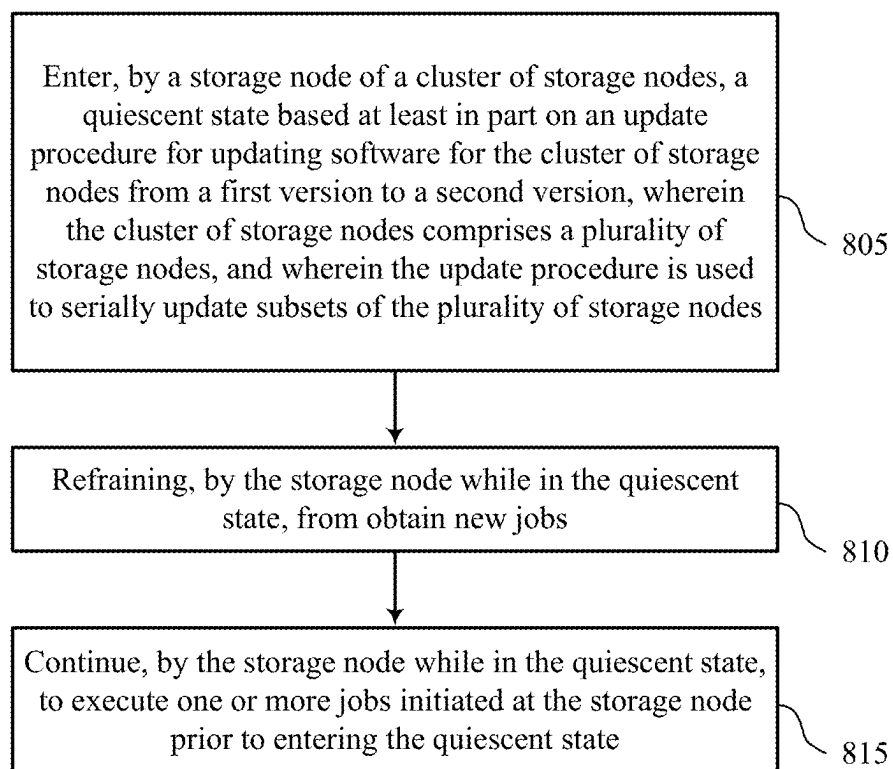 Enter, by a storage node of a cluster of storage nodes, a
quiescent state based at least in part on an update
procedure for updating software for the cluster of storage
nodes from a first version to a second version, wherein
the cluster of storage nodes comprises a plurality of
storage nodes, and wherein the update procedure is used
to serially update subsets of the plurality of storage nodes
805
Refraining, by the storage node while in the quiescent
state, from obtain new jobs
810
Continue, by the storage node while in the quiescent state,
to execute one or more jobs initiated at the storage node
prior to entering the quiescent state
815